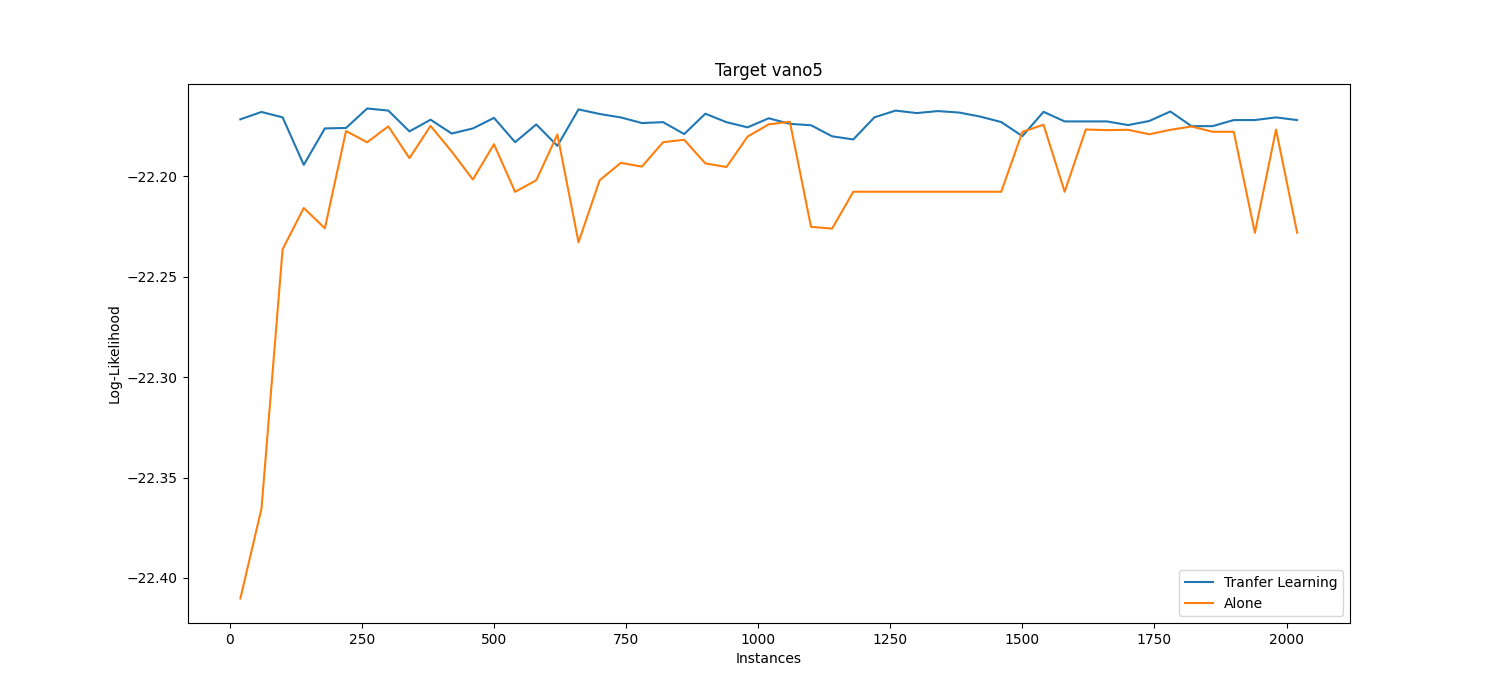 Target vano5
Log-Likelihood
−22.20
−22.25
−22.30
−22.35
−22.40
0 250 500 750 1000 1250 1500 1750 2000
Instances
Tranfer Learning
Alone